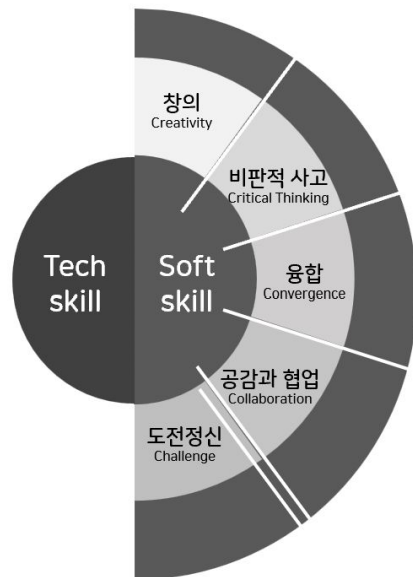 창의
Creativity
비판적 사고
Critical Thinking
Tech
skill
Soft
skill
융합
Convergence
공감과 협업
Collaboration
도전정신
Challenge